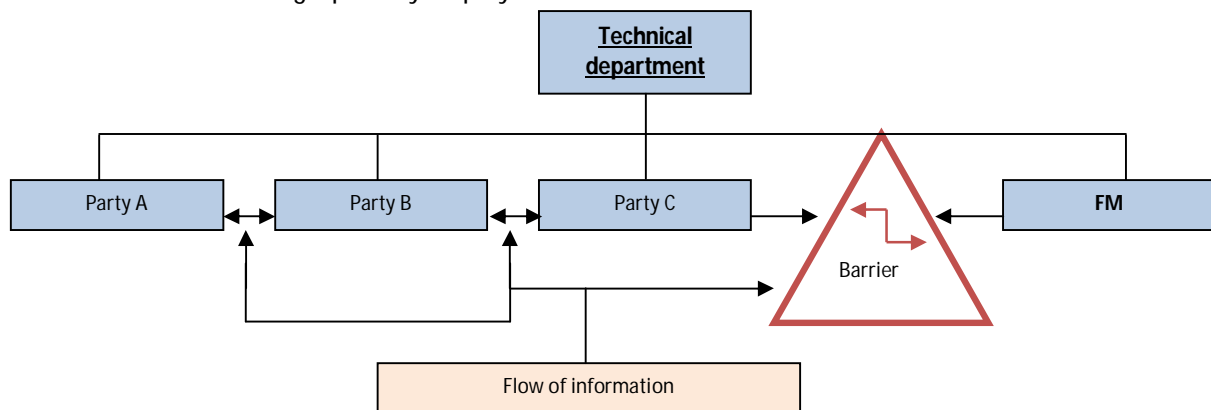 Technical
department
Party A
Party B
Party C
FM
Barrier
Flow of information